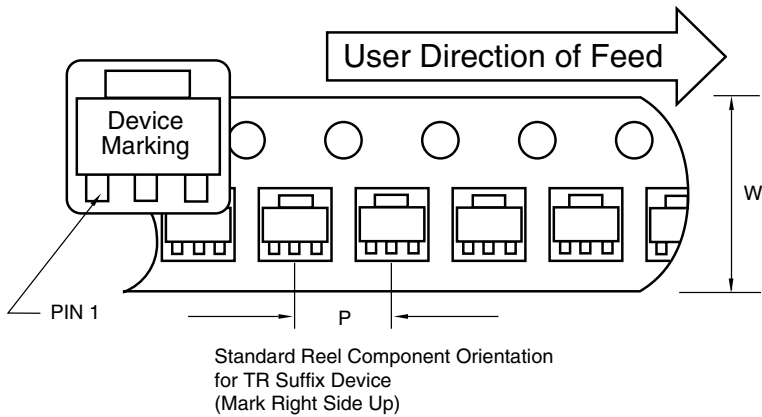 User Direction of Feed
Device
Marking
W
PIN 1
P
Standard Reel Component Orientation
for TR Suffix Device
(Mark Right Side Up)